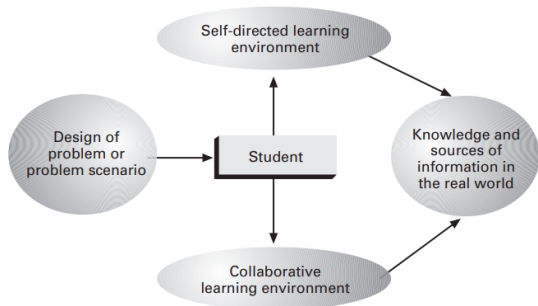 Self-directed learning
environment
Design of
problem or
problem scenario
Student
Knowledge and
sources of
information in
the real world
Collaborative
learning environment